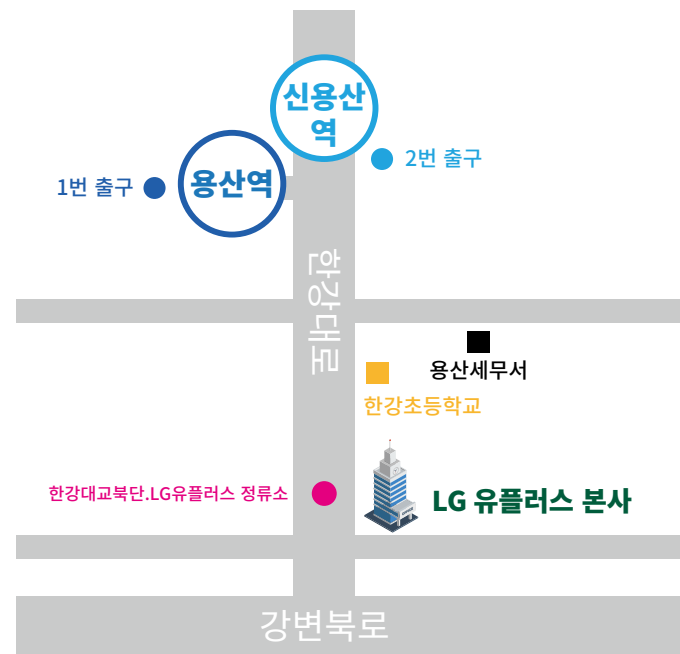 신용산
역
2번 출구
용산역
1번 출구
한강대로
용산세무서
한강초등학교
한강대교북단.LG유플러스 정류소
LG 유플러스 본사
강변북로